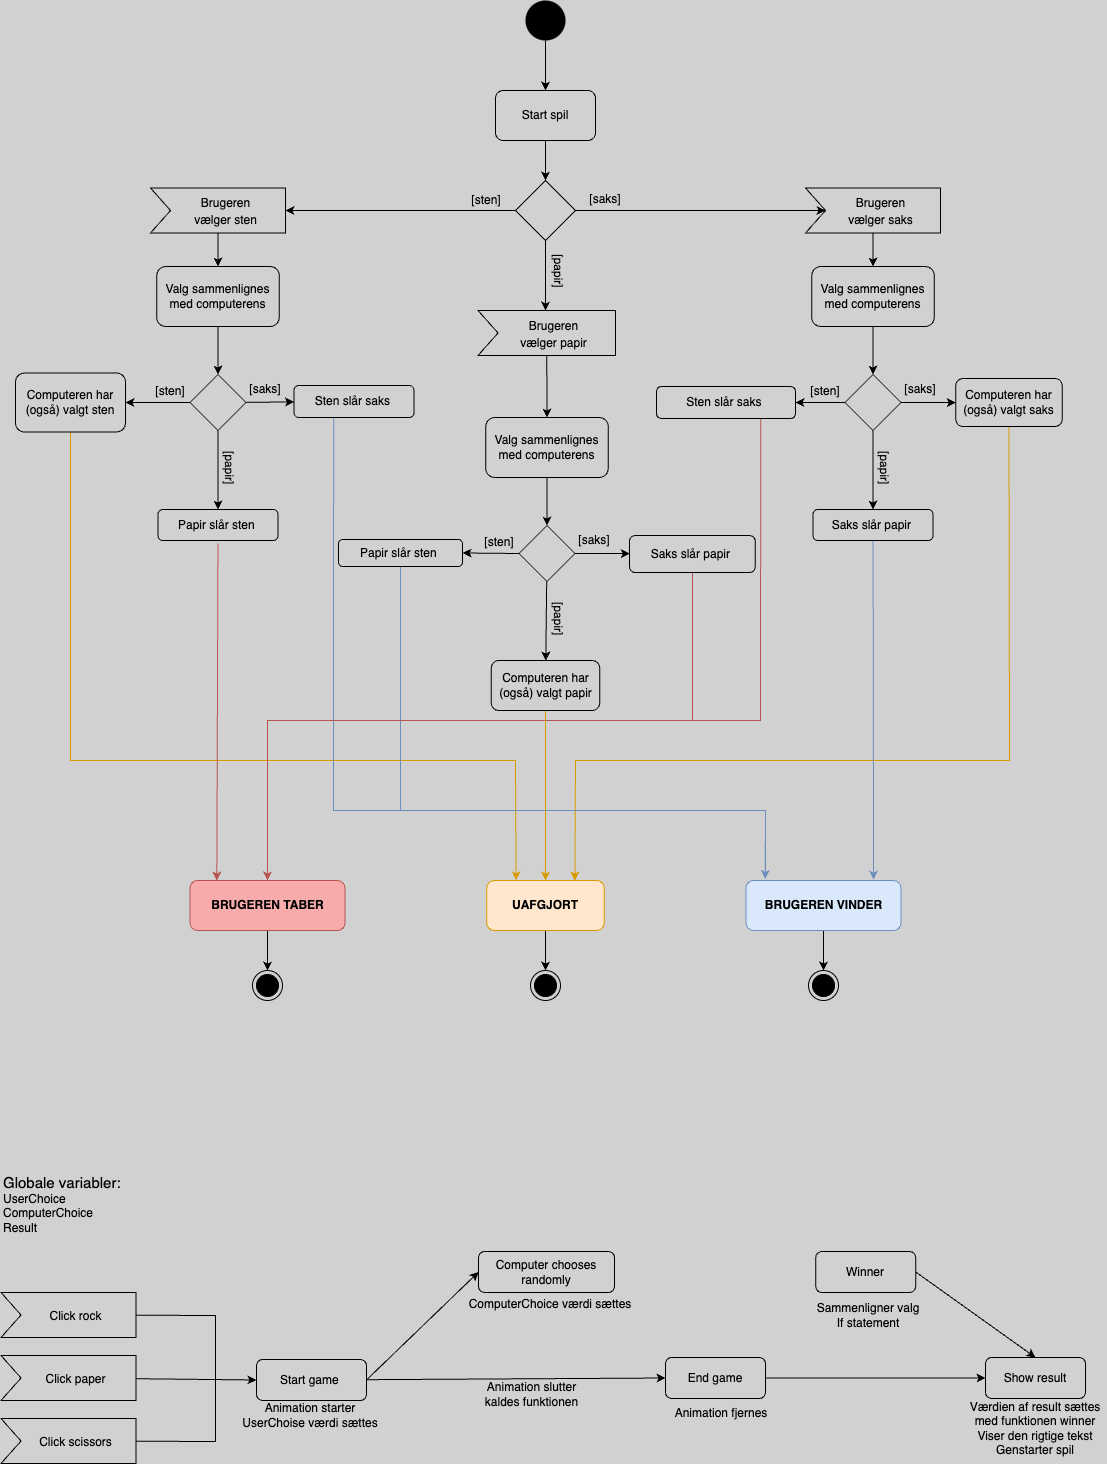 Start spil
[sten]
[saks]
Brugeren
vælger sten
Brugeren
vælger saks
[papir]
Valg sammenlignes
med computerens
Valg sammenlignes
med computerens
Brugeren
vælger papir
Computeren har
(også) valgt sten
[sten]
[saks]
Sten slår saks
Sten slår saks
[sten]
[saks]
Computeren har
(også) valgt saks
Valg sammenlignes
med computerens
[papir]
[papir]
Papir slår sten
Saks slår papir
Papir slår sten
[sten]
[saks]
Saks slår papir
[papir]
Computeren har
(også) valgt papir
BRUGEREN TABER
UAFGJORT
BRUGEREN VINDER
Globale variabler:
UserChoice
ComputerChoice
Result
Computer chooses
randomly
ComputerChoice værdi sættes
Winner
Sammenligner valg
If statement
Click rock
Click paper
Click scissors
Start game
Animation starter
UserChoise værdi sættes
Animation slutter
kaldes funktionen
End game
Animation fjernes
Show result
Værdien af result sættes
med funktionen winner
Viser den rigtige tekst
Genstarter spil